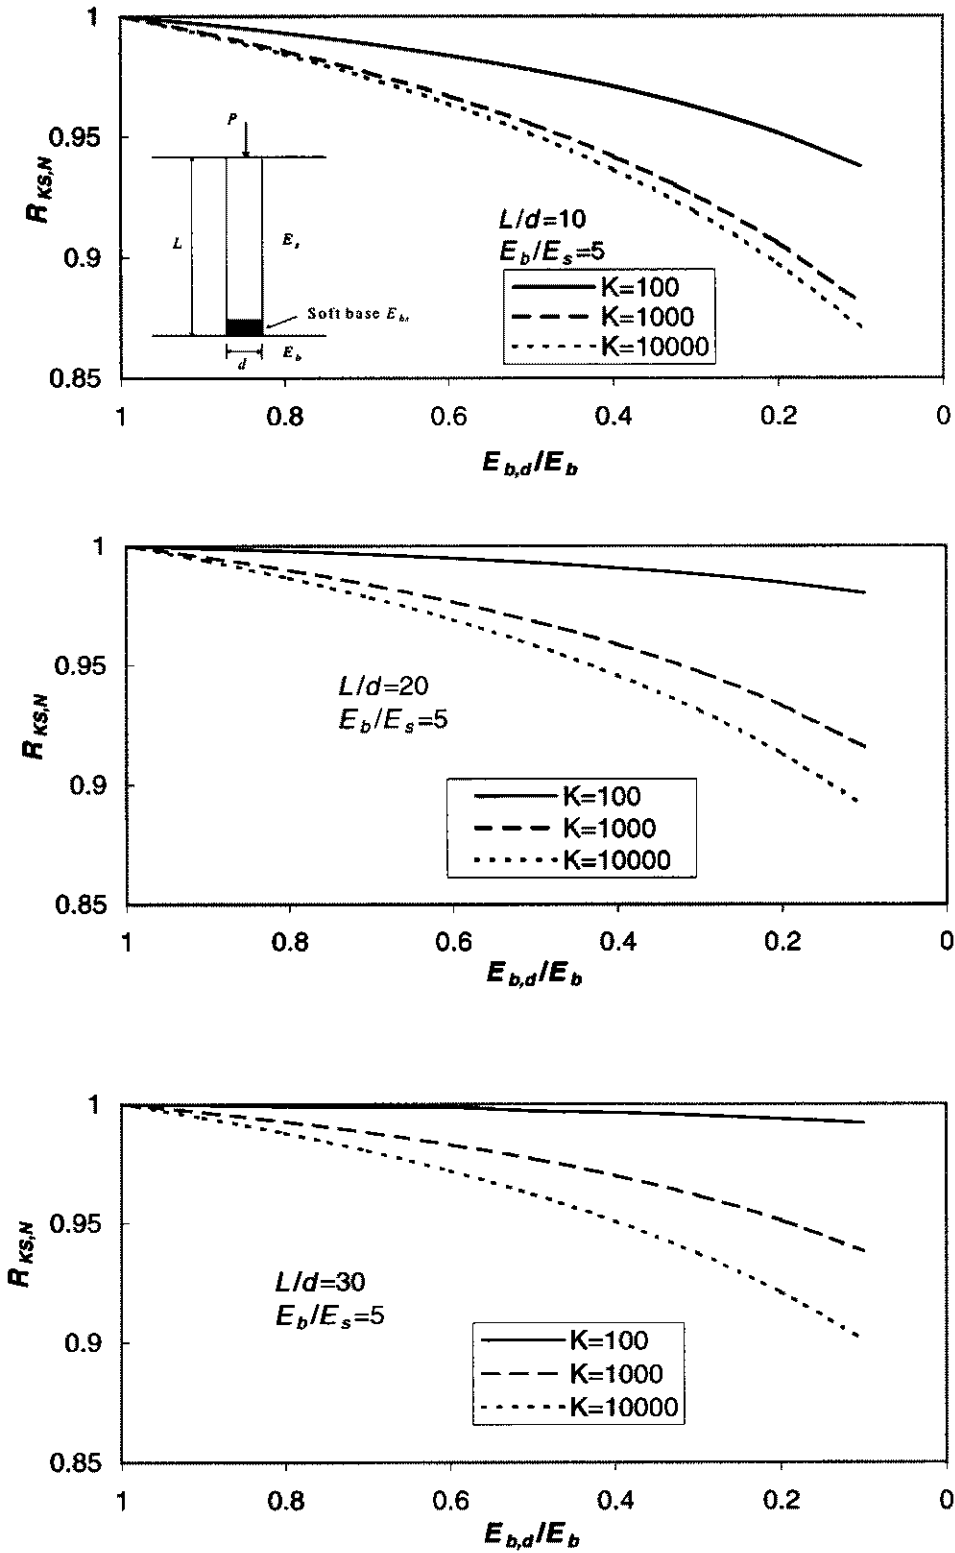 1
0.95
0.9
0.85
R KS,N
P
L
E s
Soft base E bs
E b
d
L/d=10
E b /E s =5
K=100
K=1000
K=10000
1 0.8 0.6 0.4 0.2 0
E b,d /E b
1
0.95
0.9
0.85
R KS,N
L/d=20
E b /E s =5
K=100
K=1000
K=10000
1 0.8 0.6 0.4 0.2 0
E b,d /E b
1
0.95
0.9
0.85
R KS,N
L/d=30
E b /E s =5
K=100
K=1000
K=10000
1 0.8 0.6 0.4 0.2 0
E b,d /E b